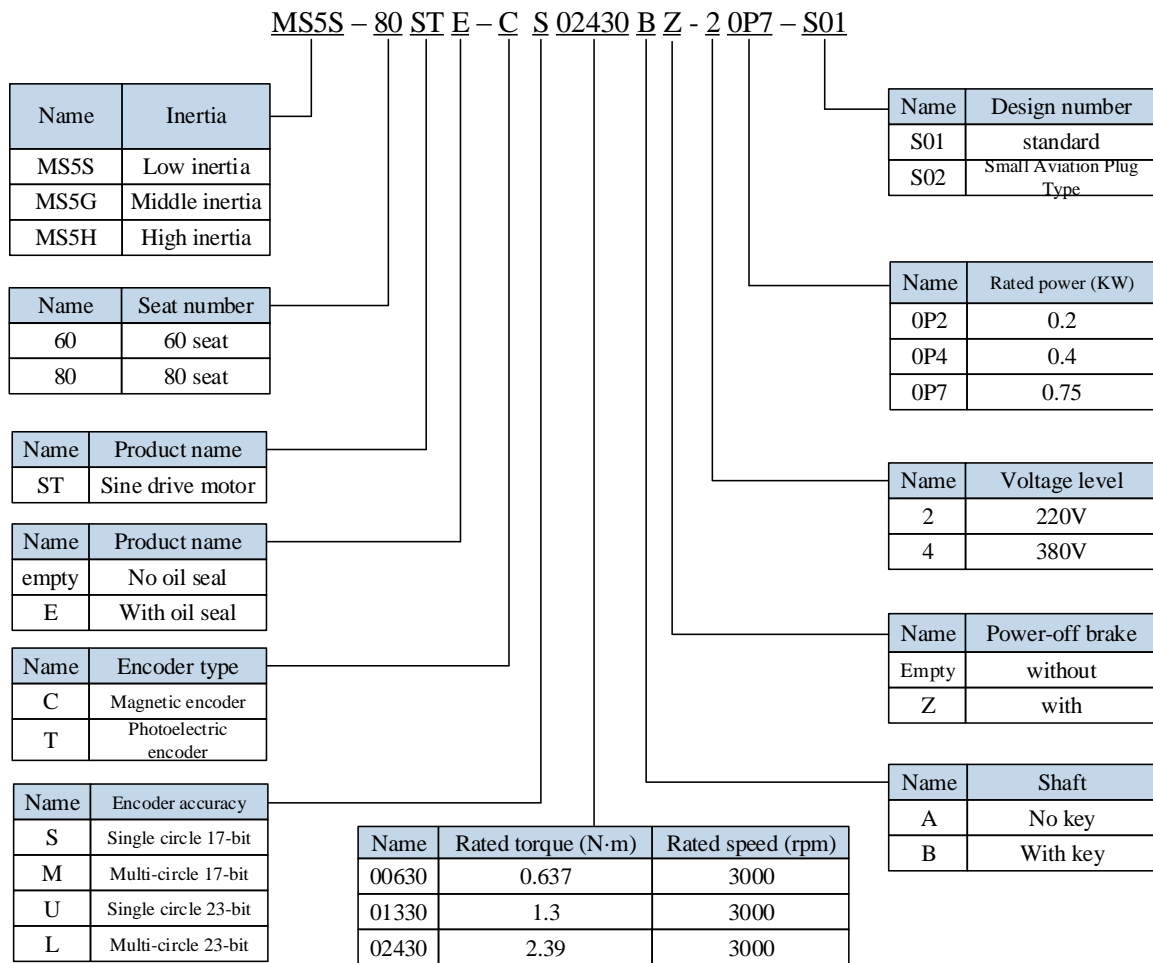 MS5S – 80 ST E – C S 02430 B Z - 2 0P7 – S01
Name Inertia
MS5S Low inertia
MS5G Middle inertia
MS5H High inertia
Name Seat number
60 60 seat
80 80 seat
Name Product name
ST Sine drive motor
Name Product name
empty No oil seal
E With oil seal
Name Encoder type
C Magnetic encoder
T Photoelectric
encoder
Name Encoder accuracy
S Single circle 17-bit
M Multi-circle 17-bit
U Single circle 23-bit
L Multi-circle 23-bit
Name Rated torque (N·m) Rated speed (rpm)
00630 0.637 3000
01330 1.3 3000
02430 2.39 3000
Name Design number
S01 standard
S02 Small Aviation Plug
Type
Name Rated power (KW)
0P2 0.2
0P4 0.4
0P7 0.75
Name Voltage level
2 220V
4 380V
Name Power-off brake
Empty without
Z with
Name Shaft
A No key
B With key